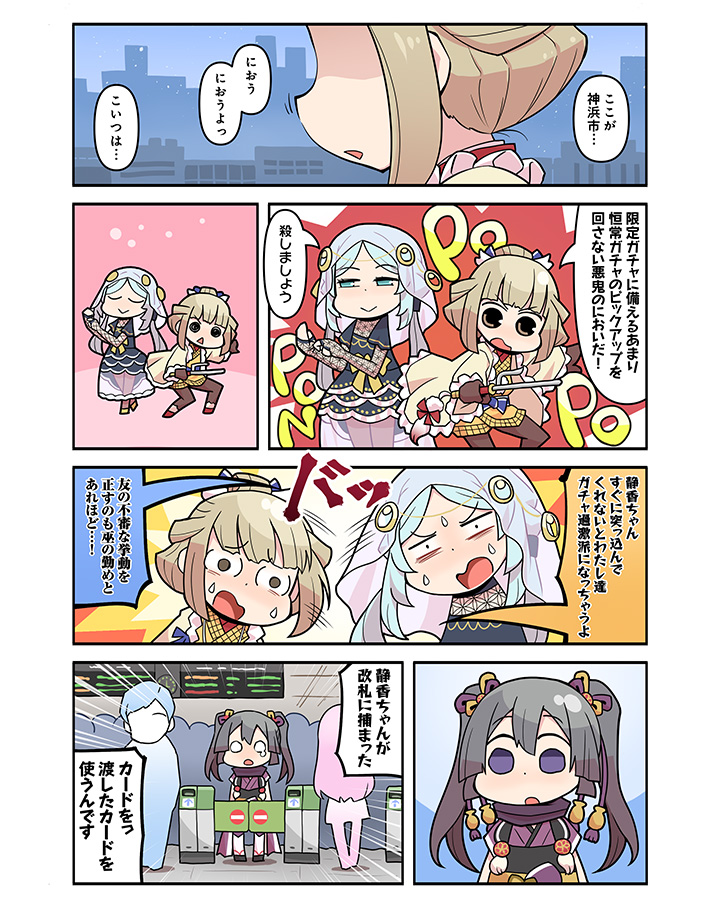 ここが
神浜市…
におう
におうよっ
こいつは…
限定ガチャに備えるあまり
恒常ガチャのピックアップを
回さない悪鬼のにおいだ！
殺しましょう
Po
Po
PoN
静香ちゃん
すぐに突っ込んで
くれないとわたし達
ガチャ過激派になっちゃうよ
バッ
友の不審な挙動を
正すのも巫の勤めと
あれほど…！
静香ちゃんが
改札に捕まった
カードをっ
渡したカードを
使うんです